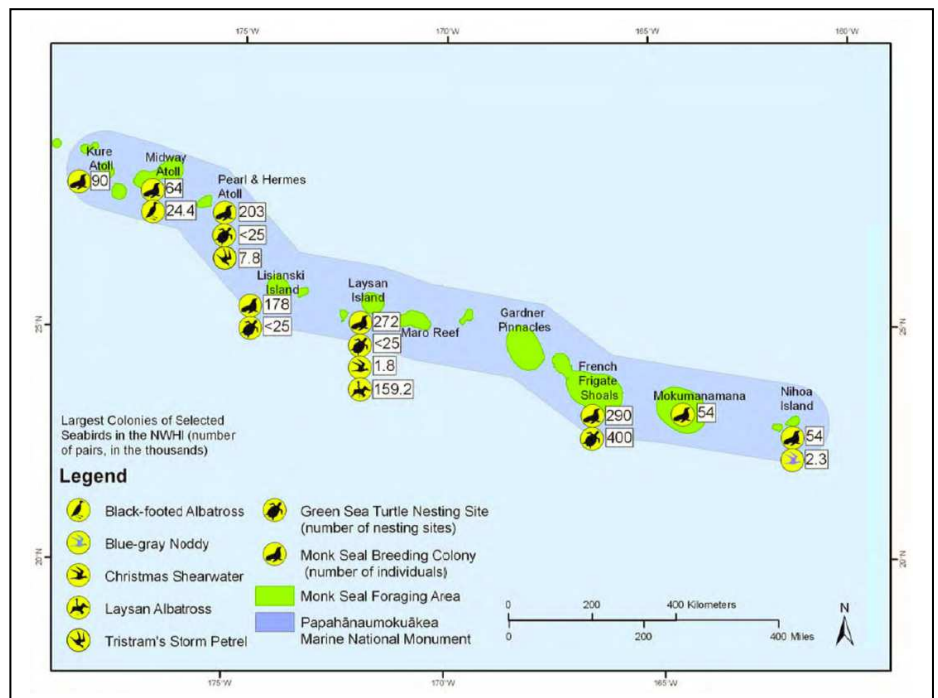 175°W 170°W 165°W 160°W
Kure
Atoll
90
Midway
Atoll
64
24.4
Pearl & Hermes
Atoll
203
<25
7.8
Lisianski
Island
178
<25
Laysan
Island
272
<25
1.8
159.2
Maro Reef
Gardner
Pinnacles
French
Frigate
Shoals
290
400
Mokumanamana
54
Nihoa
Island
54
2.3
25°N 25°N
20°N 20°N
Largest Colonies of Selected
Seabirds in the NWHI (number
of pairs, in the thousands)
Legend
Black-footed Albatross
Blue-gray Noddy
Christmas Shearwater
Laysan Albatross
Tristram's Storm Petrel
Green Sea Turtle Nesting Site
(number of nesting sites)
Monk Seal Breeding Colony
(number of individuals)
Monk Seal Foraging Area
Papahānaumokuākea
Marine National Monument
0 200 400 Kilometers
0 200 400 Miles
N
175°W 170°W 165°W